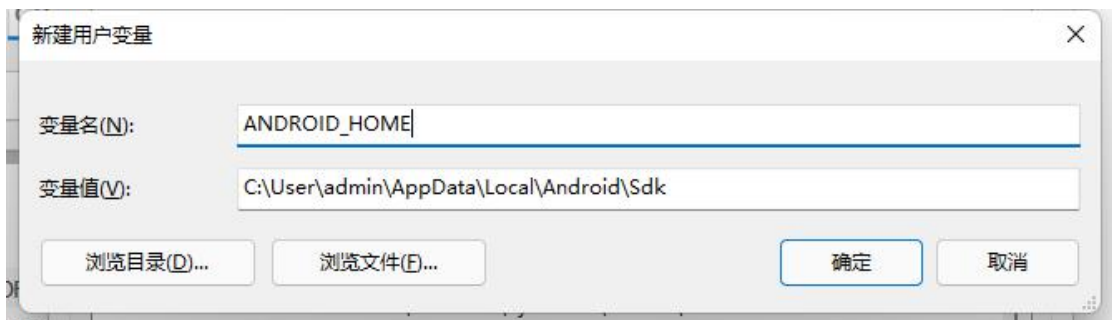 新建用户变量
变量名(N):
ANDROID_HOME
变量值(V):
C:\User\admin\AppData\Local\Android\Sdk
浏览目录(D)...
浏览文件(F)...
确定
取消